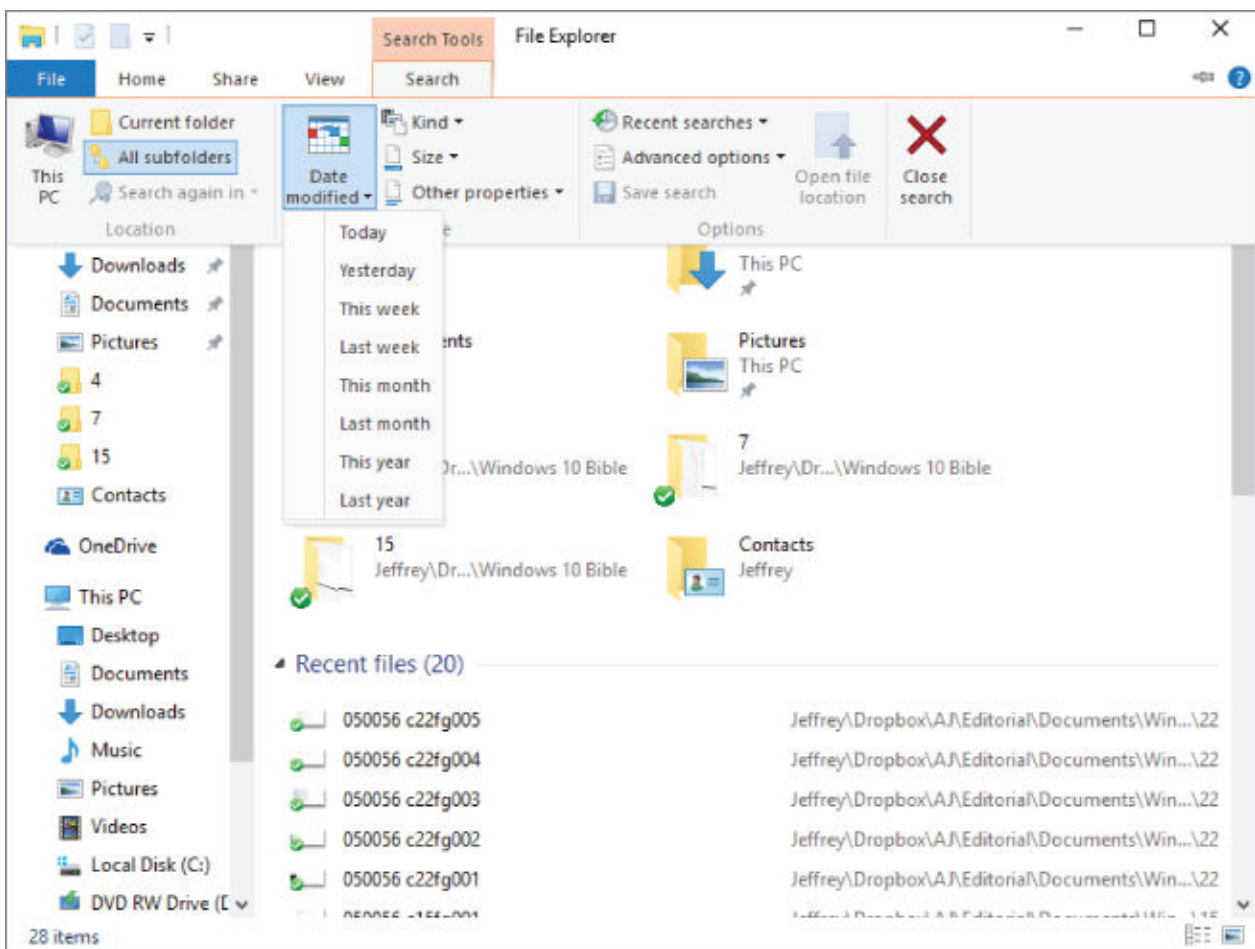 Search Tools
File Explorer
File
Home
Share
View
Search
This PC
Current folder
All subfolders
Search again in
Location
Date modified
Kind
Size
Other properties
Recent searches
Advanced options
Save search
Open file location
Options
Close search
Today
Yesterday
This week
Last week
This month
Last month
This year
Last year
Downloads
Documents
Pictures
4
7
15
Contacts
OneDrive
This PC
Desktop
Documents
Downloads
Music
Pictures
Videos
Local Disk (C:)
DVD RW Drive (
This PC
Pictures
This PC
\Windows 10 Bible
7
Jeffrey\Dr...\Windows 10 Bible
15
Jeffrey\Dr...\Windows 10 Bible
Contacts
Jeffrey
Recent files (20)
050056 c22fg005 Jeffrey\Dropbox\AJ\Editorial\Documents\Win...\22
050056 c22fg004 Jeffrey\Dropbox\AJ\Editorial\Documents\Win...\22
050056 c22fg003 Jeffrey\Dropbox\AJ\Editorial\Documents\Win...\22
050056 c22fg002 Jeffrey\Dropbox\AJ\Editorial\Documents\Win...\22
050056 c22fg001 Jeffrey\Dropbox\AJ\Editorial\Documents\Win...\22
28 items